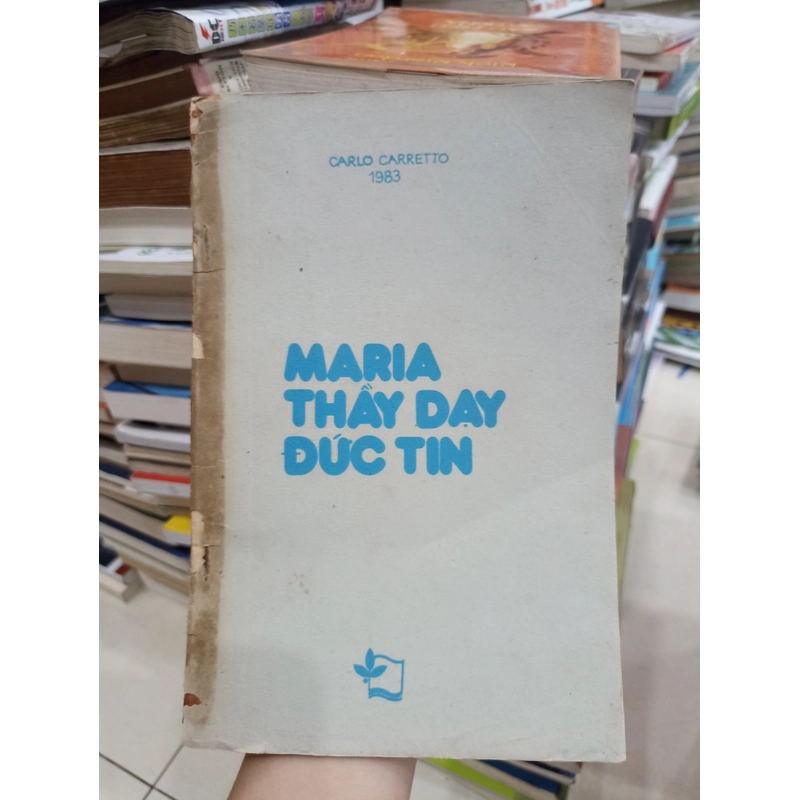 CARLO CARRETTO
1983
MARIA
THẦY DẠY
ĐỨC TIN